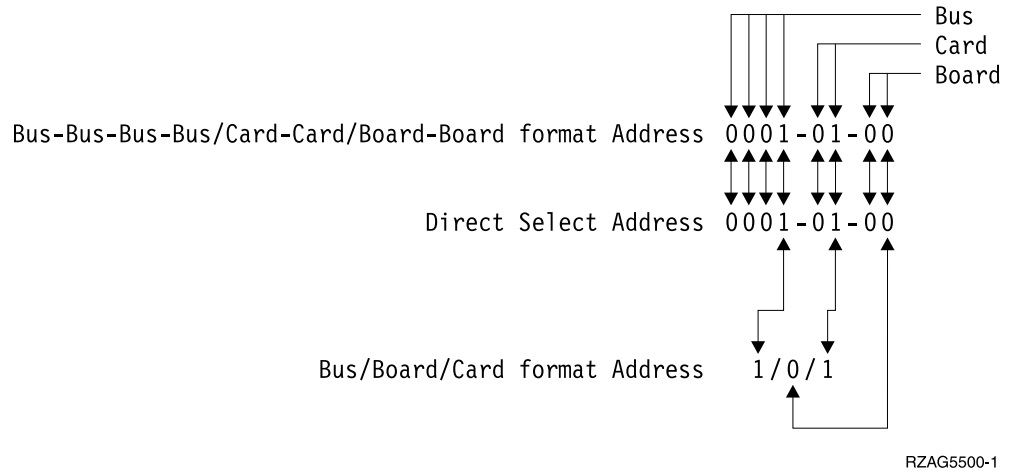 Bus
Card
Board
Bus-Bus-Bus-Bus/Card-Card/Board-Board format Address 0001-01-00
Direct Select Address 0001-01-00
Bus/Board/Card format Address 1/0/1
RZAG5500-1